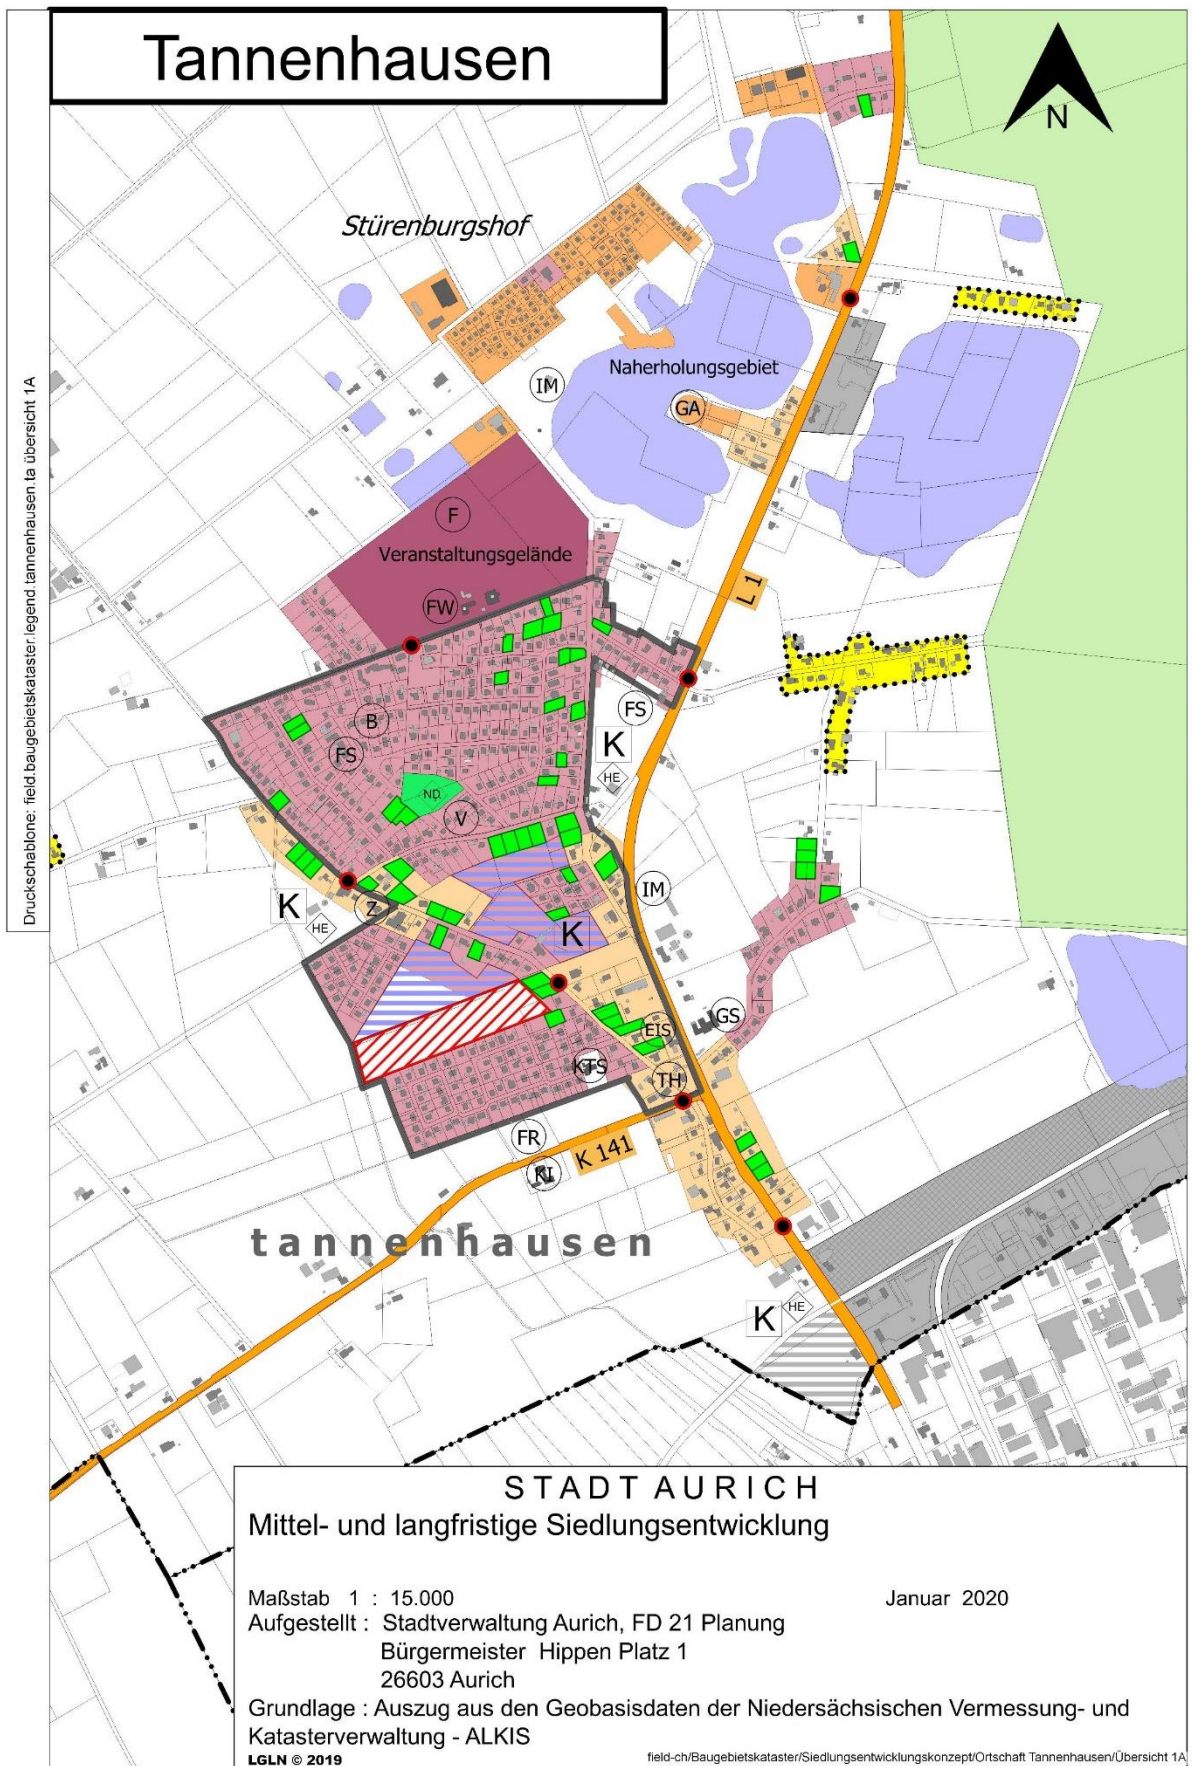 Tannenhausen
N
Druckschablone: field.baugebietskataster.legend.tannenhausen.ta übersicht 1A
Stürenburgshof
IM
Naherholungsgebiet
GA
F
Veranstaltungsgelände
FW
L 1
FS
B
K
FS
HE
ND
V
IM
K
Z
HE
K
GS
EIS
KTS
TH
FR
K 141
KI
tannenhausen
HE
K
STADT AURICH
Mittel- und langfristige Siedlungsentwicklung
Maßstab 1 : 15.000
Januar 2020
Aufgestellt : Stadtverwaltung Aurich, FD 21 Planung
Bürgermeister Hippen Platz 1
26603 Aurich
Grundlage : Auszug aus den Geobasisdaten der Niedersächsischen Vermessung- und
Katasterverwaltung - ALKIS
LGLN © 2019
field-ch/Baugebietskataster/Siedlungsentwicklungskonzept/Ortschaft Tannenhausen/Übersicht 1A